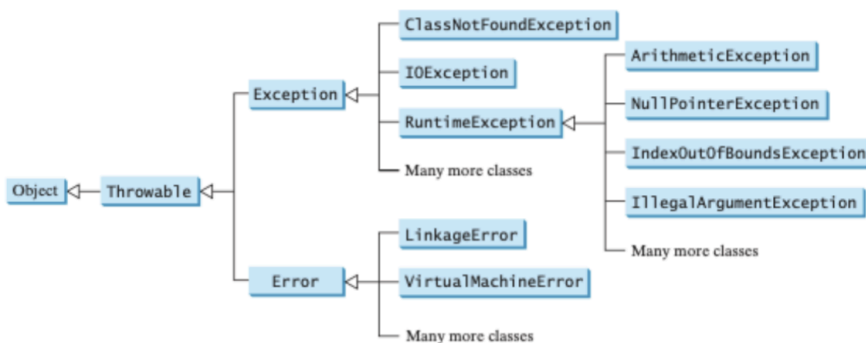 ClassNotFoundException
ArithmeticException
IOException
Exception
NullPointerException
RuntimeException
IndexOutOfBoundsException
Many more classes
Object
Throwable
IllegalArgumentException
LinkageError
Many more classes
Error
VirtualMachineError
Many more classes